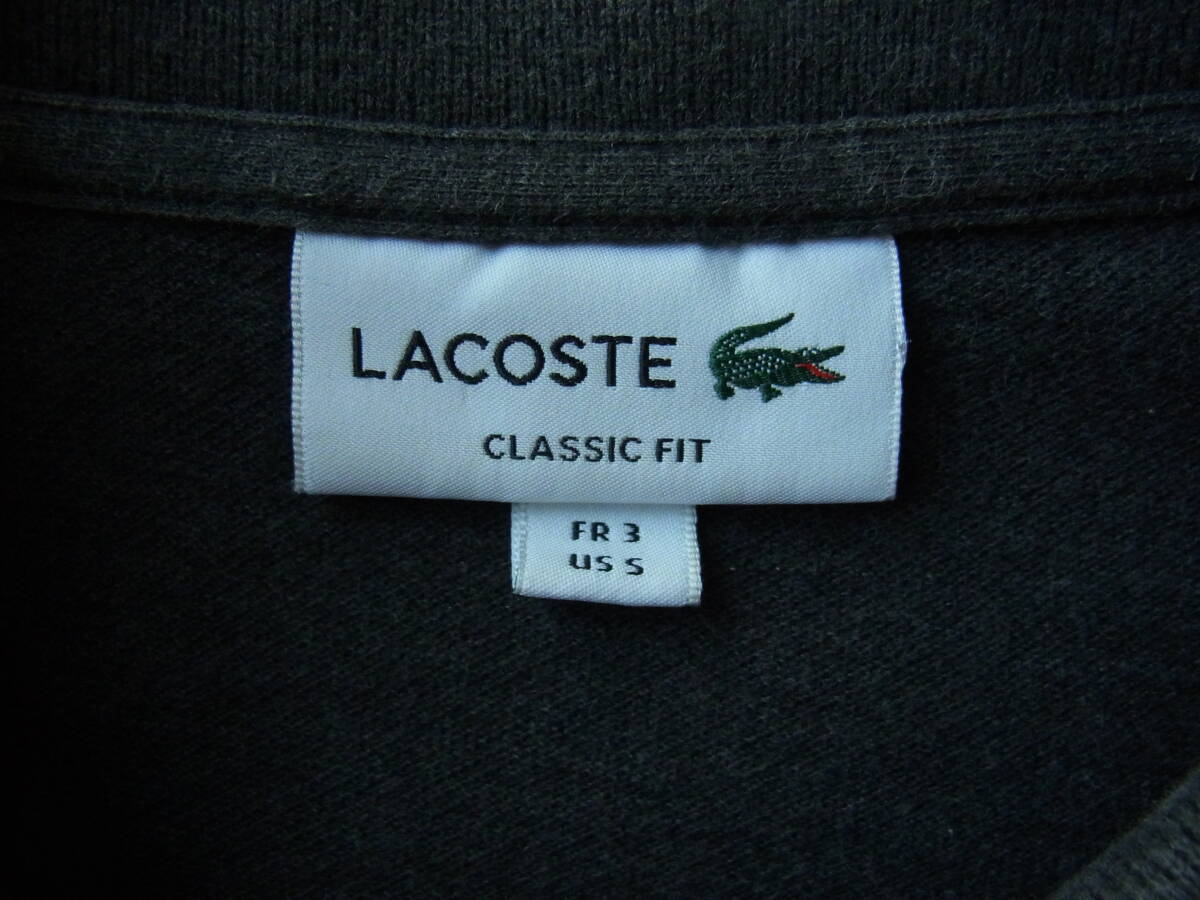 LACOSTE
CLASSIC FIT
FR 3
US S